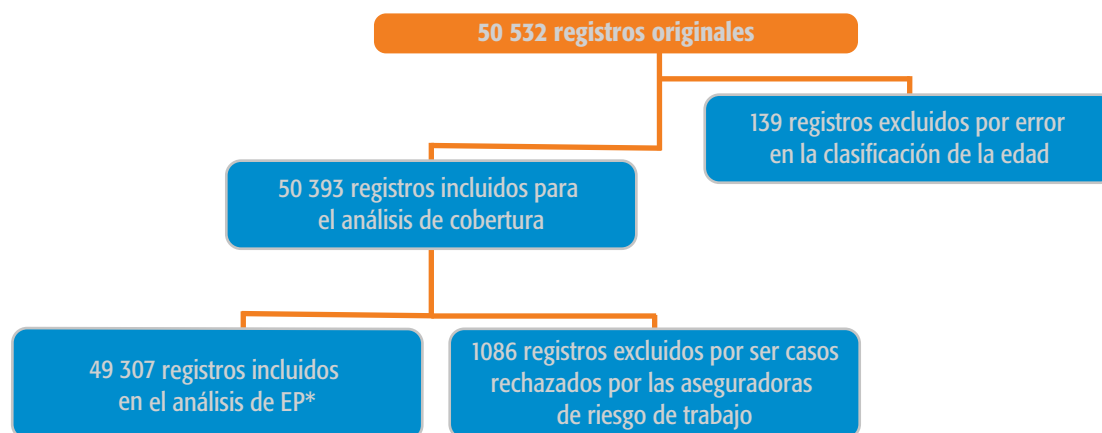 50 532 registros originales
139 registros excluidos por error
en la clasificación de la edad
50 393 registros incluidos para
el análisis de cobertura
49 307 registros incluidos
en el análisis de EP*
1086 registros excluidos por ser casos
rechazados por las aseguradoras
de riesgo de trabajo